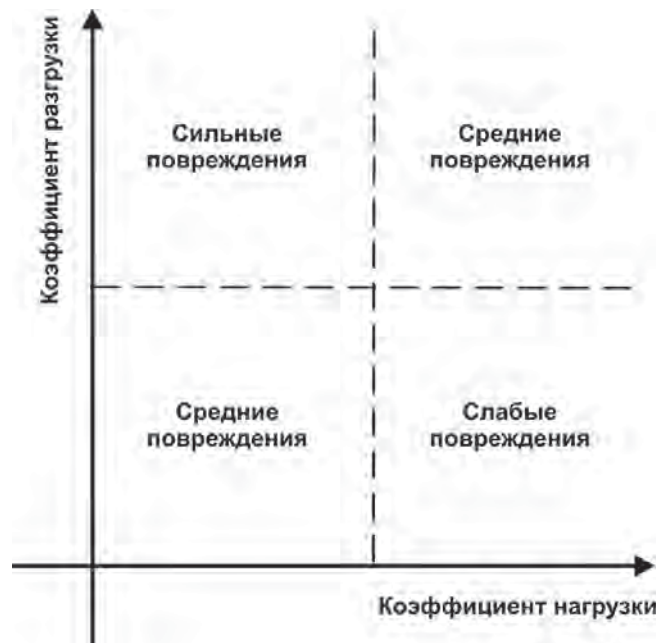 Коэффициент разгрузки
Сильные
повреждения
Средние
повреждения
Средние
повреждения
Слабые
повреждения
Коэффициент нагрузки